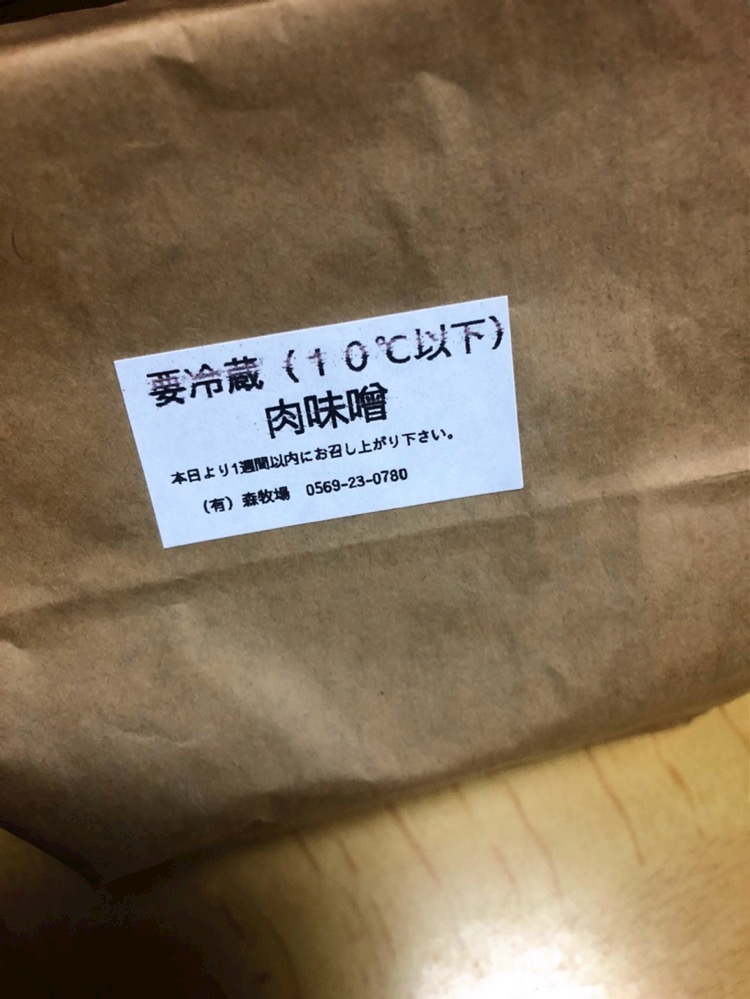 要冷蔵(10℃以下)
肉味噌
本日より1週間以内にお召し上がり下さい。
(有)森牧場 0569-23-0780